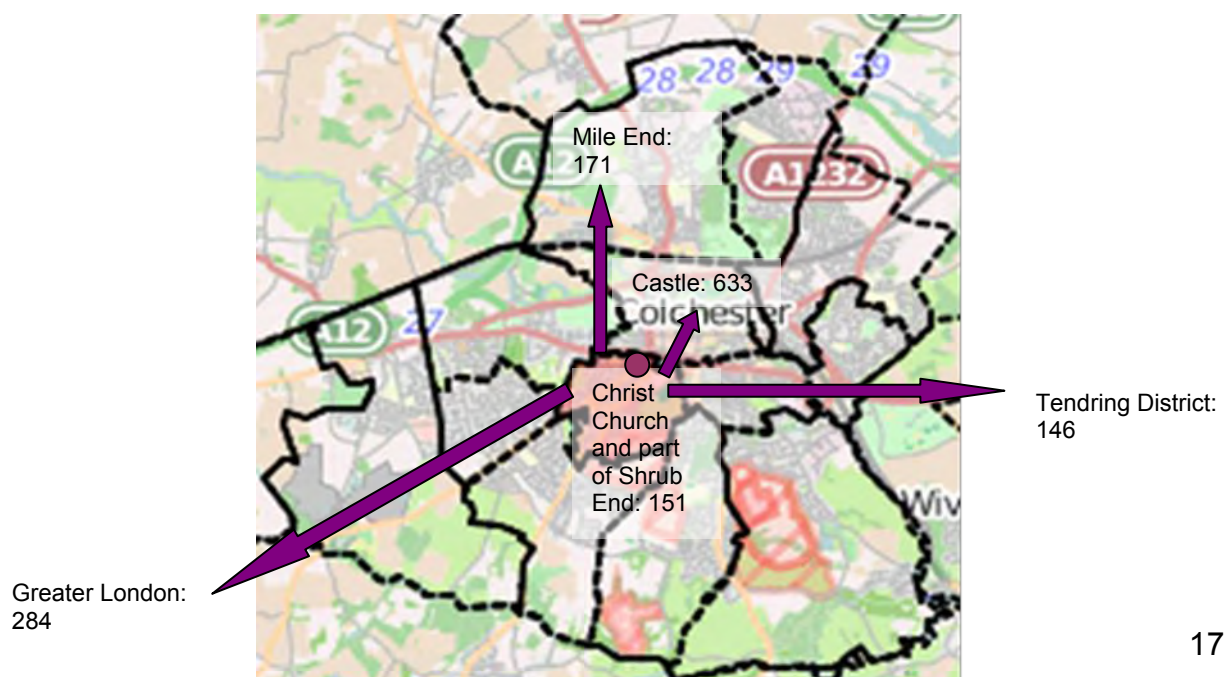 28 28 29 29
Mile End:
171
A12
A1232
Castle: 633
Colchester
A12
27
Christ
Church
and part
of Shrub
End: 151
Tendring District:
146
Wiv
Greater London:
284
17